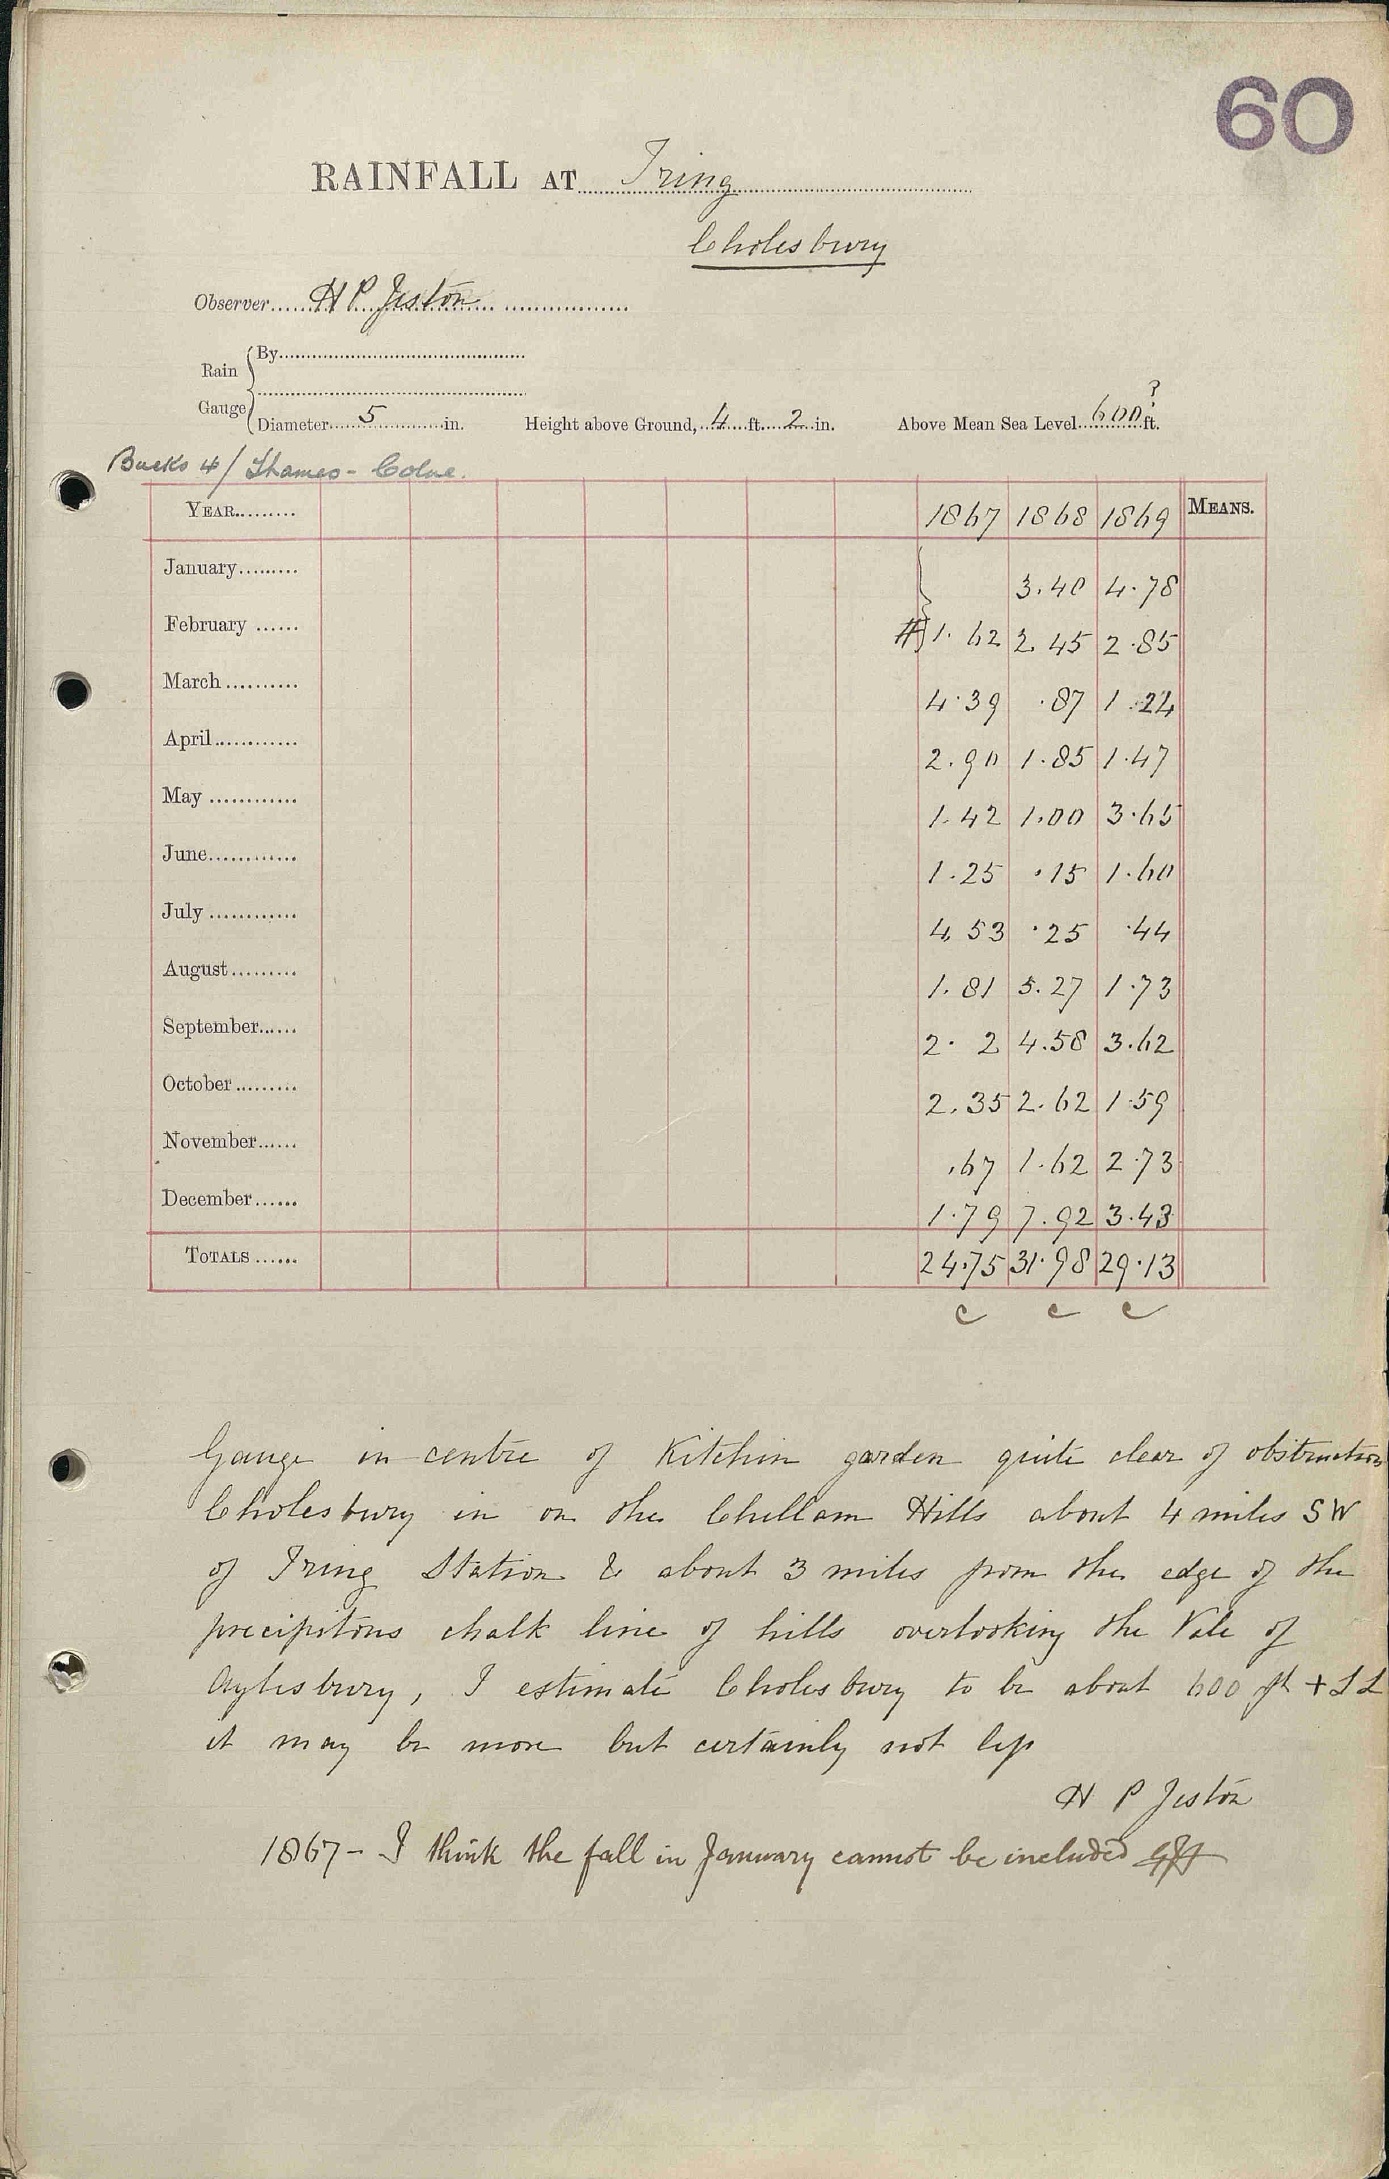 60
RAINFALL AT Tring
Cholesbury
Observer H P Jeston
Rain Gauge
By
Diameter 5 in. Height above Ground, 4 ft. 2 in. Above Mean Sea Level 600 ft. ?
Bucks 4/ Thames - Colne.
YEAR 1867 1868 1869 MEANS.
January 3.40 4.78
February # 1.62 2.45 2.85
March 4.39 .87 1.24
April 2.90 1.85 1.47
May 1.42 1.00 3.65
June 1.25 .15 1.60
July 4.53 .25 .44
August 1.81 5.27 1.73
September 2. 2 4.58 3.62
October 2.35 2.62 1.59
November .67 1.62 2.73
December 1.79 7.92 3.43
TOTALS 24.75 31.98 29.13
c c c
Gauge in centre of Kitchin garden quite clear of obstruction
Cholesbury in on the Chillam Hills about 4 miles SW
of Tring Station & about 3 miles from the edge of the
precipitous chalk line of hills overlooking the Vale of
Aylesbury, I estimate Cholesbury to be about 600 ft +
it may be more but certainly not less
H P Jeston
1867 - I think the fall in January cannot be included